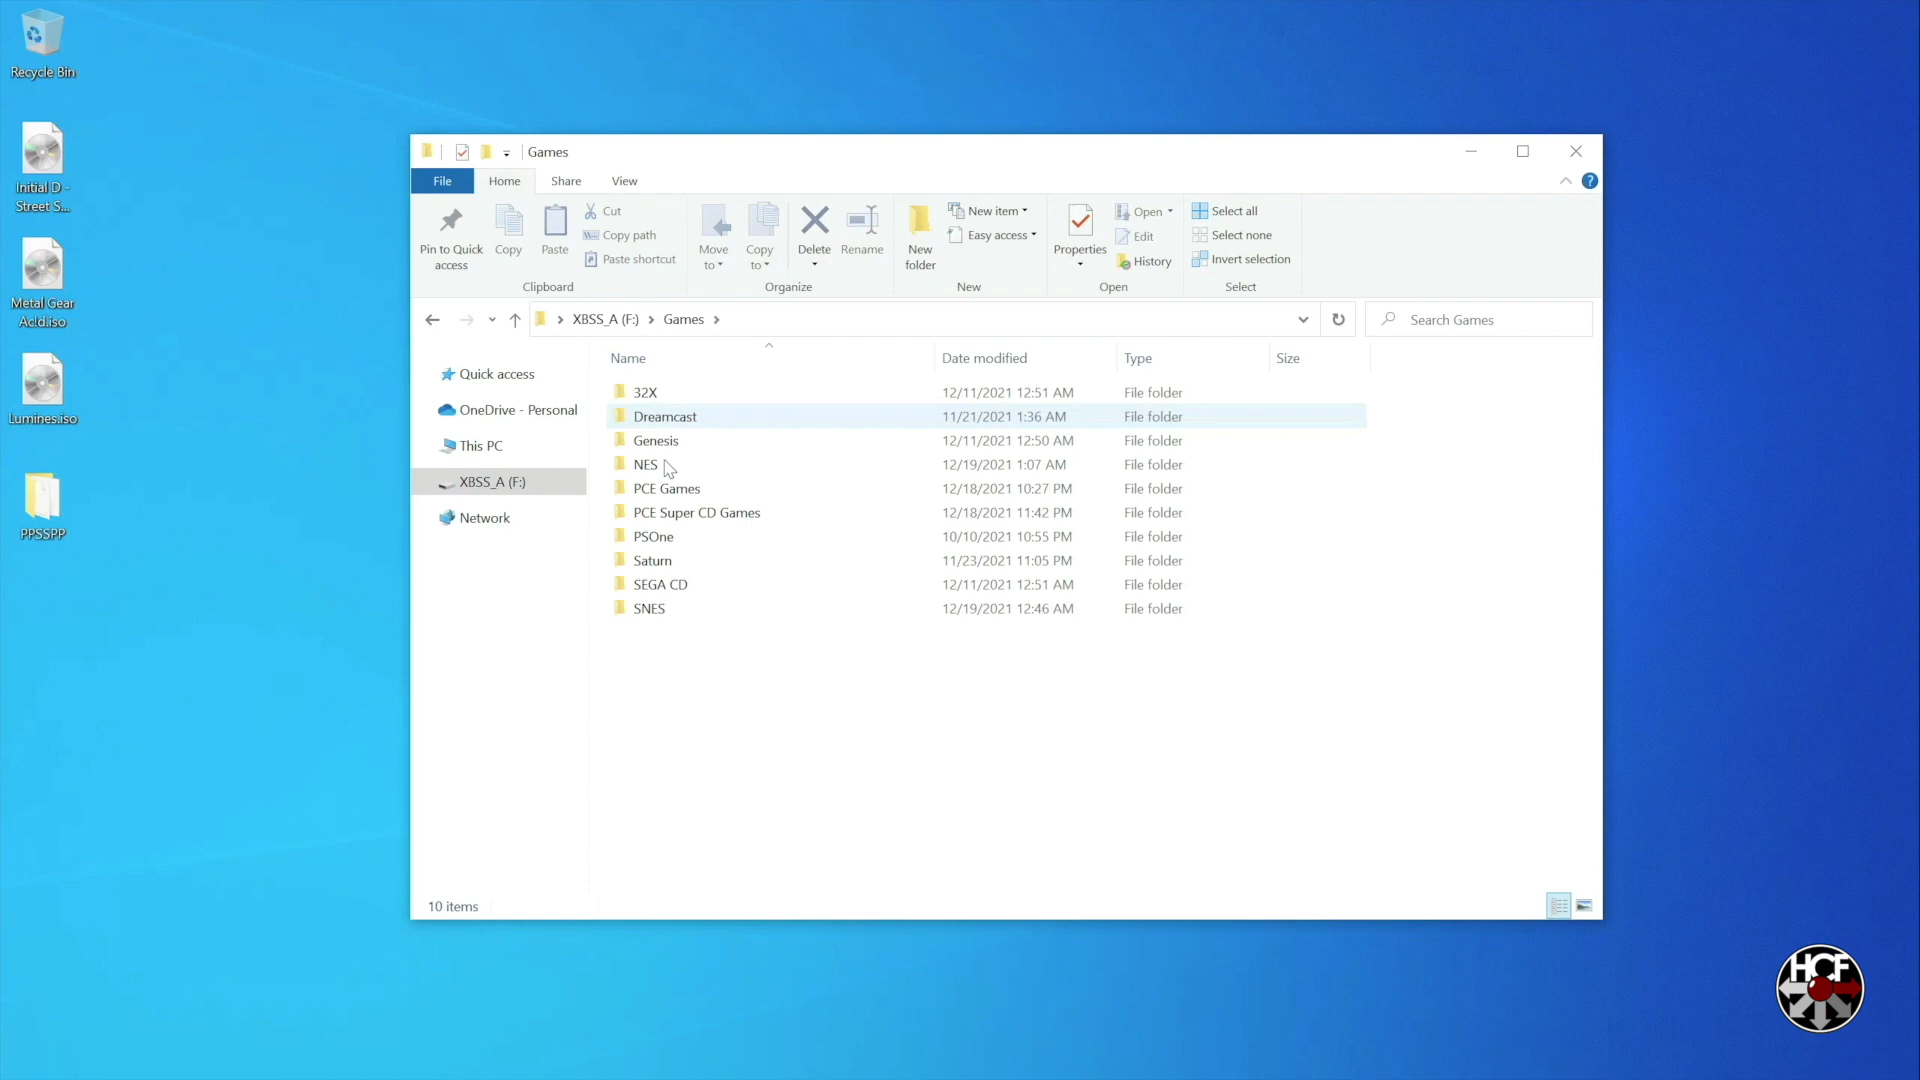 Recycle Bin
Initial D -
Street S...
Metal Gear
Ac!d.iso
Lumines.iso
PPSSPP
Games
File Home Share View
Pin to Quick
access
Copy
Paste
Cut
Copy path
Paste shortcut
Clipboard
Move
to
Copy
to
Delete
Rename
Organize
New
folder
New item
Easy access
New
Properties
Open
Edit
History
Open
Select all
Select none
Invert selection
Select
XBSS_A (F:) Games
Search Games
Quick access
OneDrive - Personal
This PC
XBSS_A (F:)
Network
Name Date modified Type Size
32X 12/11/2021 12:51 AM File folder
Dreamcast 11/21/2021 1:36 AM File folder
Genesis 12/11/2021 12:50 AM File folder
NES 12/19/2021 1:07 AM File folder
PCE Games 12/18/2021 10:27 PM File folder
PCE Super CD Games 12/18/2021 11:42 PM File folder
PSOne 10/10/2021 10:55 PM File folder
Saturn 11/23/2021 11:05 PM File folder
SEGA CD 12/11/2021 12:51 AM File folder
SNES 12/19/2021 12:46 AM File folder
10 items
HCF